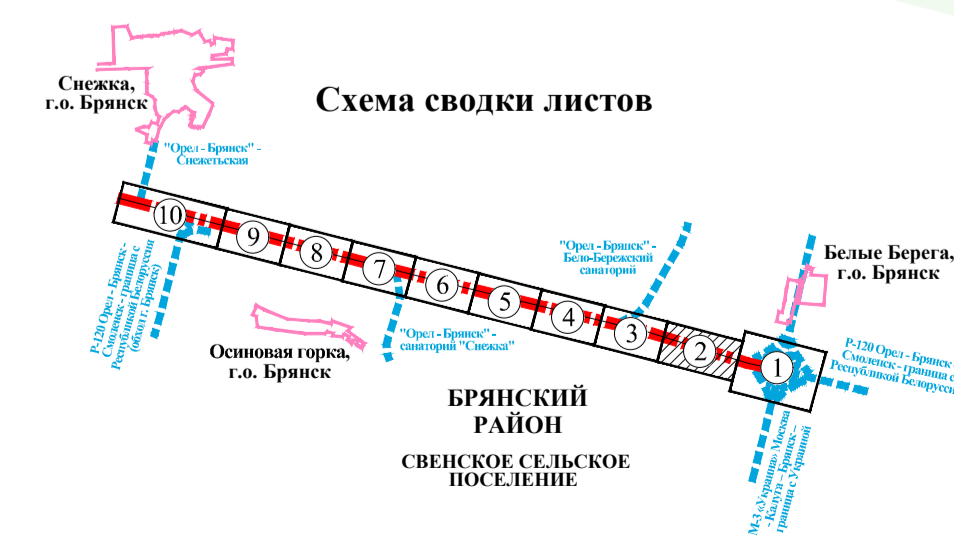 Снежка,
г.о. Брянск
Схема сводки листов
"Орел - Брянск" -
Снежетьская
10
9
8
7
6
5
4
3
2
1
"Орел - Брянск" -
Бело-Бережский
санаторий
Белые Берега,
г.о. Брянск
Р-120 Орел - Брянск -
Смоленск - граница с
Республикой Белоруссия
(обход г. Брянск)
Осиновая горка,
г.о. Брянск
"Орел - Брянск" -
санаторий "Снежка"
Р-120 Орел - Брянск -
Смоленск - граница с
Республикой Белоруссия
БРЯНСКИЙ
РАЙОН
СВЕНСКОЕ СЕЛЬСКОЕ
ПОСЕЛЕНИЕ
М-3 «Украина» Москва
- Калуга – Брянск –
граница с Украиной